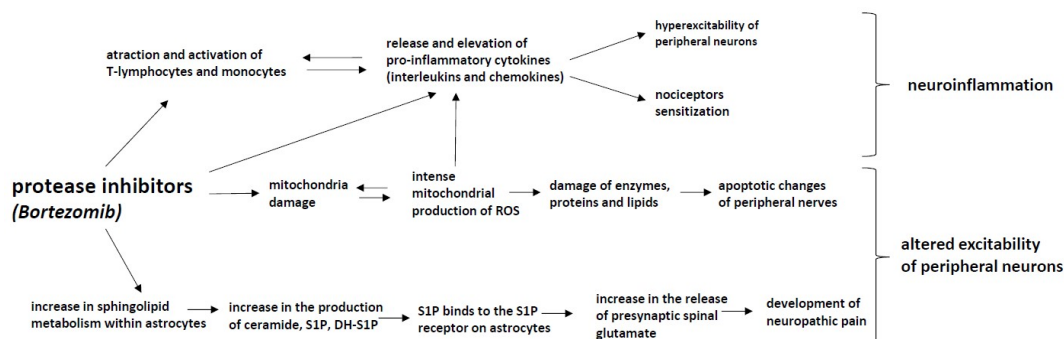 atraction and activation of
T-lymphocytes and monocytes
release and elevation of
pro-inflammatory cytokines
(interleukins and chemokines)
hyperexcitability of
peripheral neurons
nociceptors
sensitization
neuroinflammation
protease inhibitors
(Bortezomib)
mitochondria
damage
intense
mitochondrial
production of ROS
damage of enzymes,
proteins and lipids
apoptotic changes
of peripheral nerves
altered excitability
of peripheral neurons
increase in sphingolipid
metabolism within astrocytes
increase in the production
of ceramide, S1P, DH-S1P
S1P binds to the S1P
receptor on astrocytes
increase in the release
of presynaptic spinal
glutamate
development of
neuropathic pain